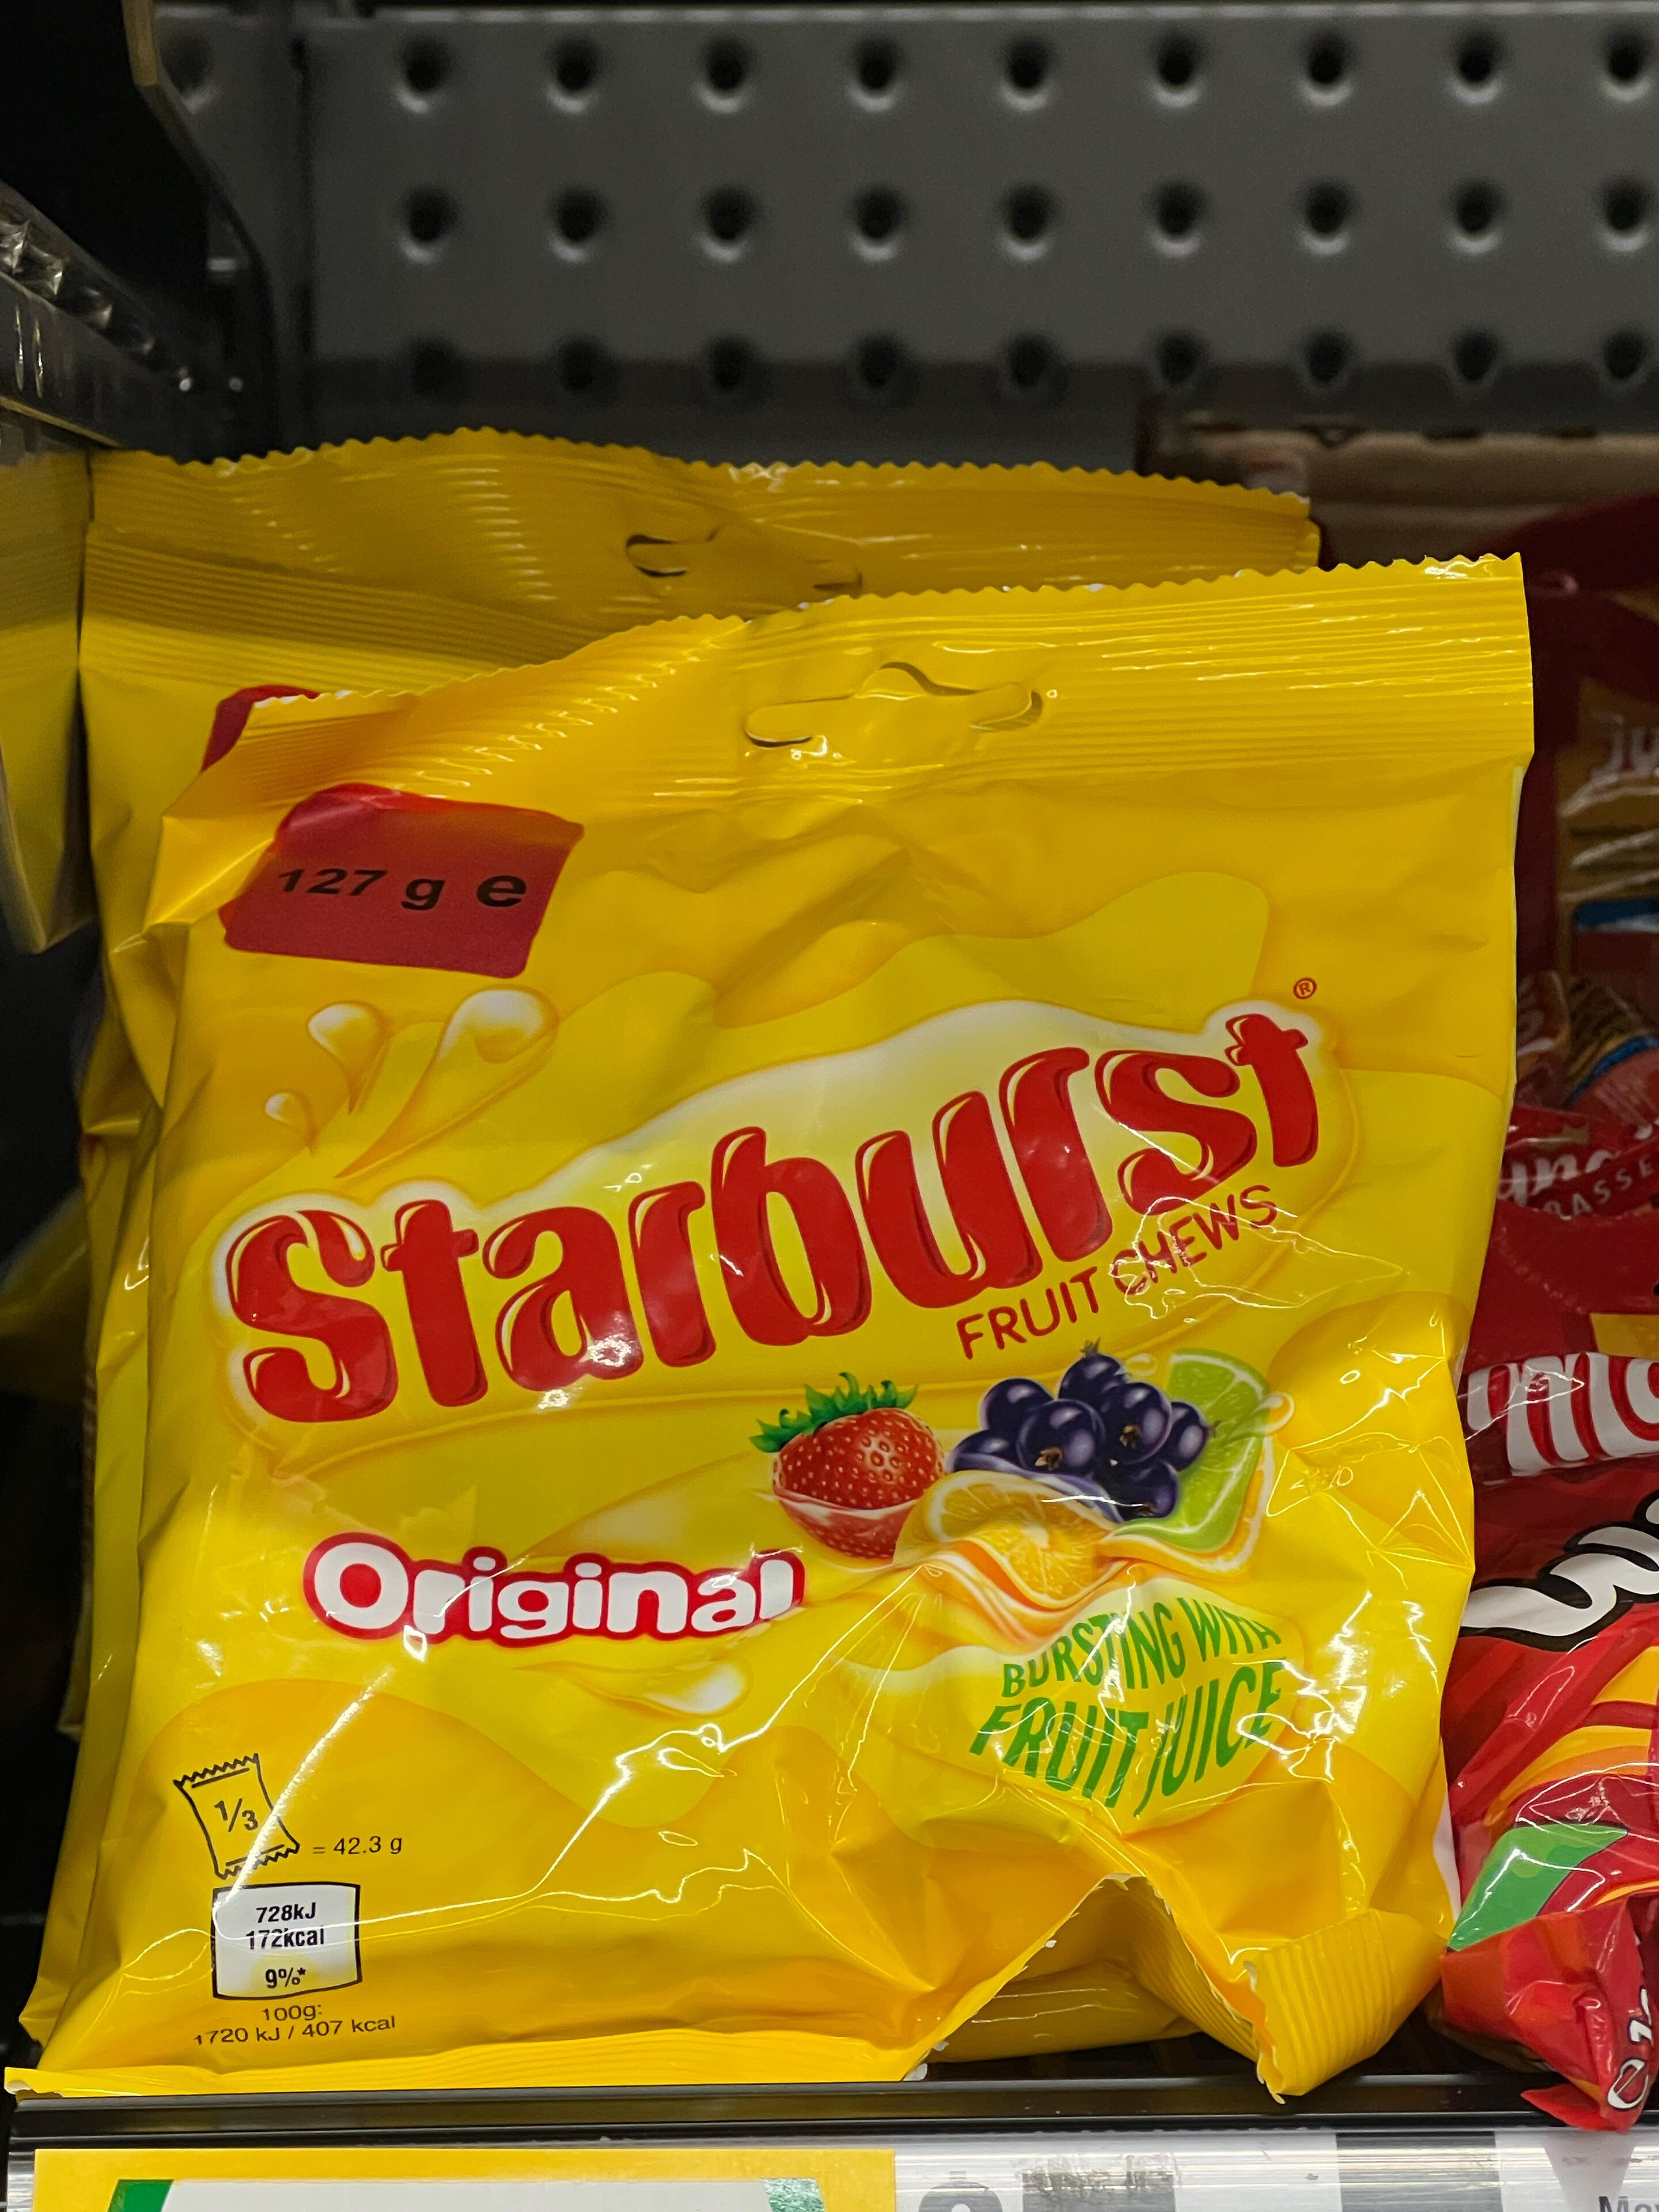 127 g e
Starburst®
FRUIT CHEWS
Original
BURSTING WITH
FRUIT JUICE
1/3
= 42.3 g
728kJ
172kcal
9%*
100g:
1720 kJ / 407 kcal